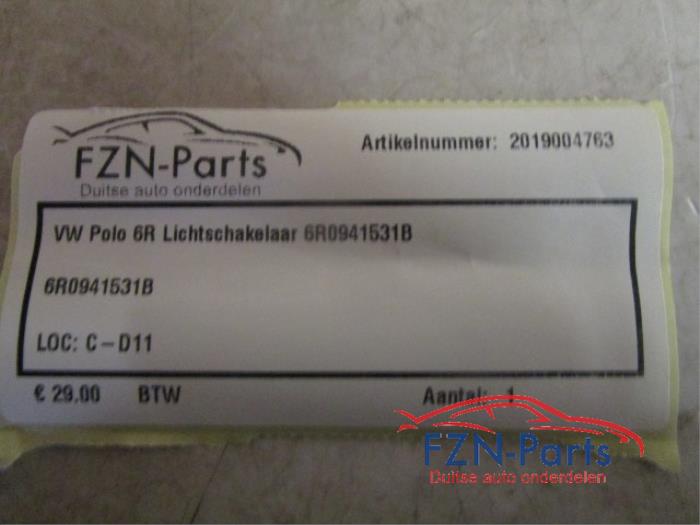 FZN-Parts
Duitse auto onderdelen
Artikelnummer: 2019004763
VW Polo 6R Lichtschakelaar 6R0941531B
6R0941531B
LOC: C-D11
€ 29.00 BTW Aantal: 1
FZN-Parts
Duitse auto onderdelen